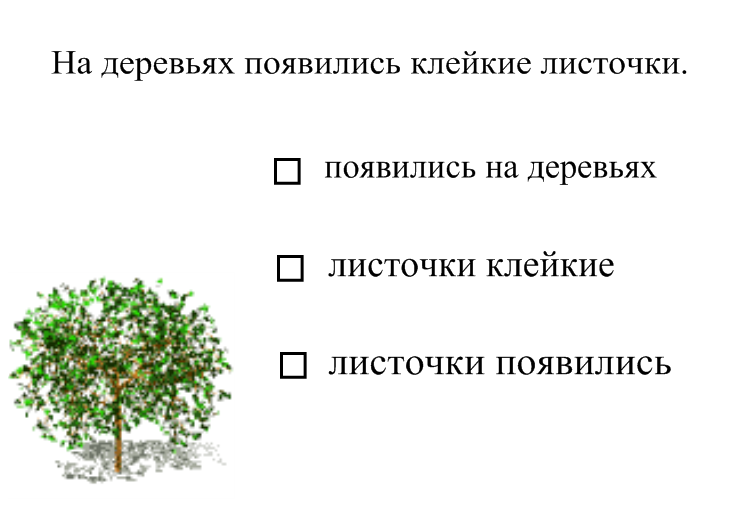 На деревьях появились клейкие листочки.
появились на деревьях
листочки клейкие
листочки появились